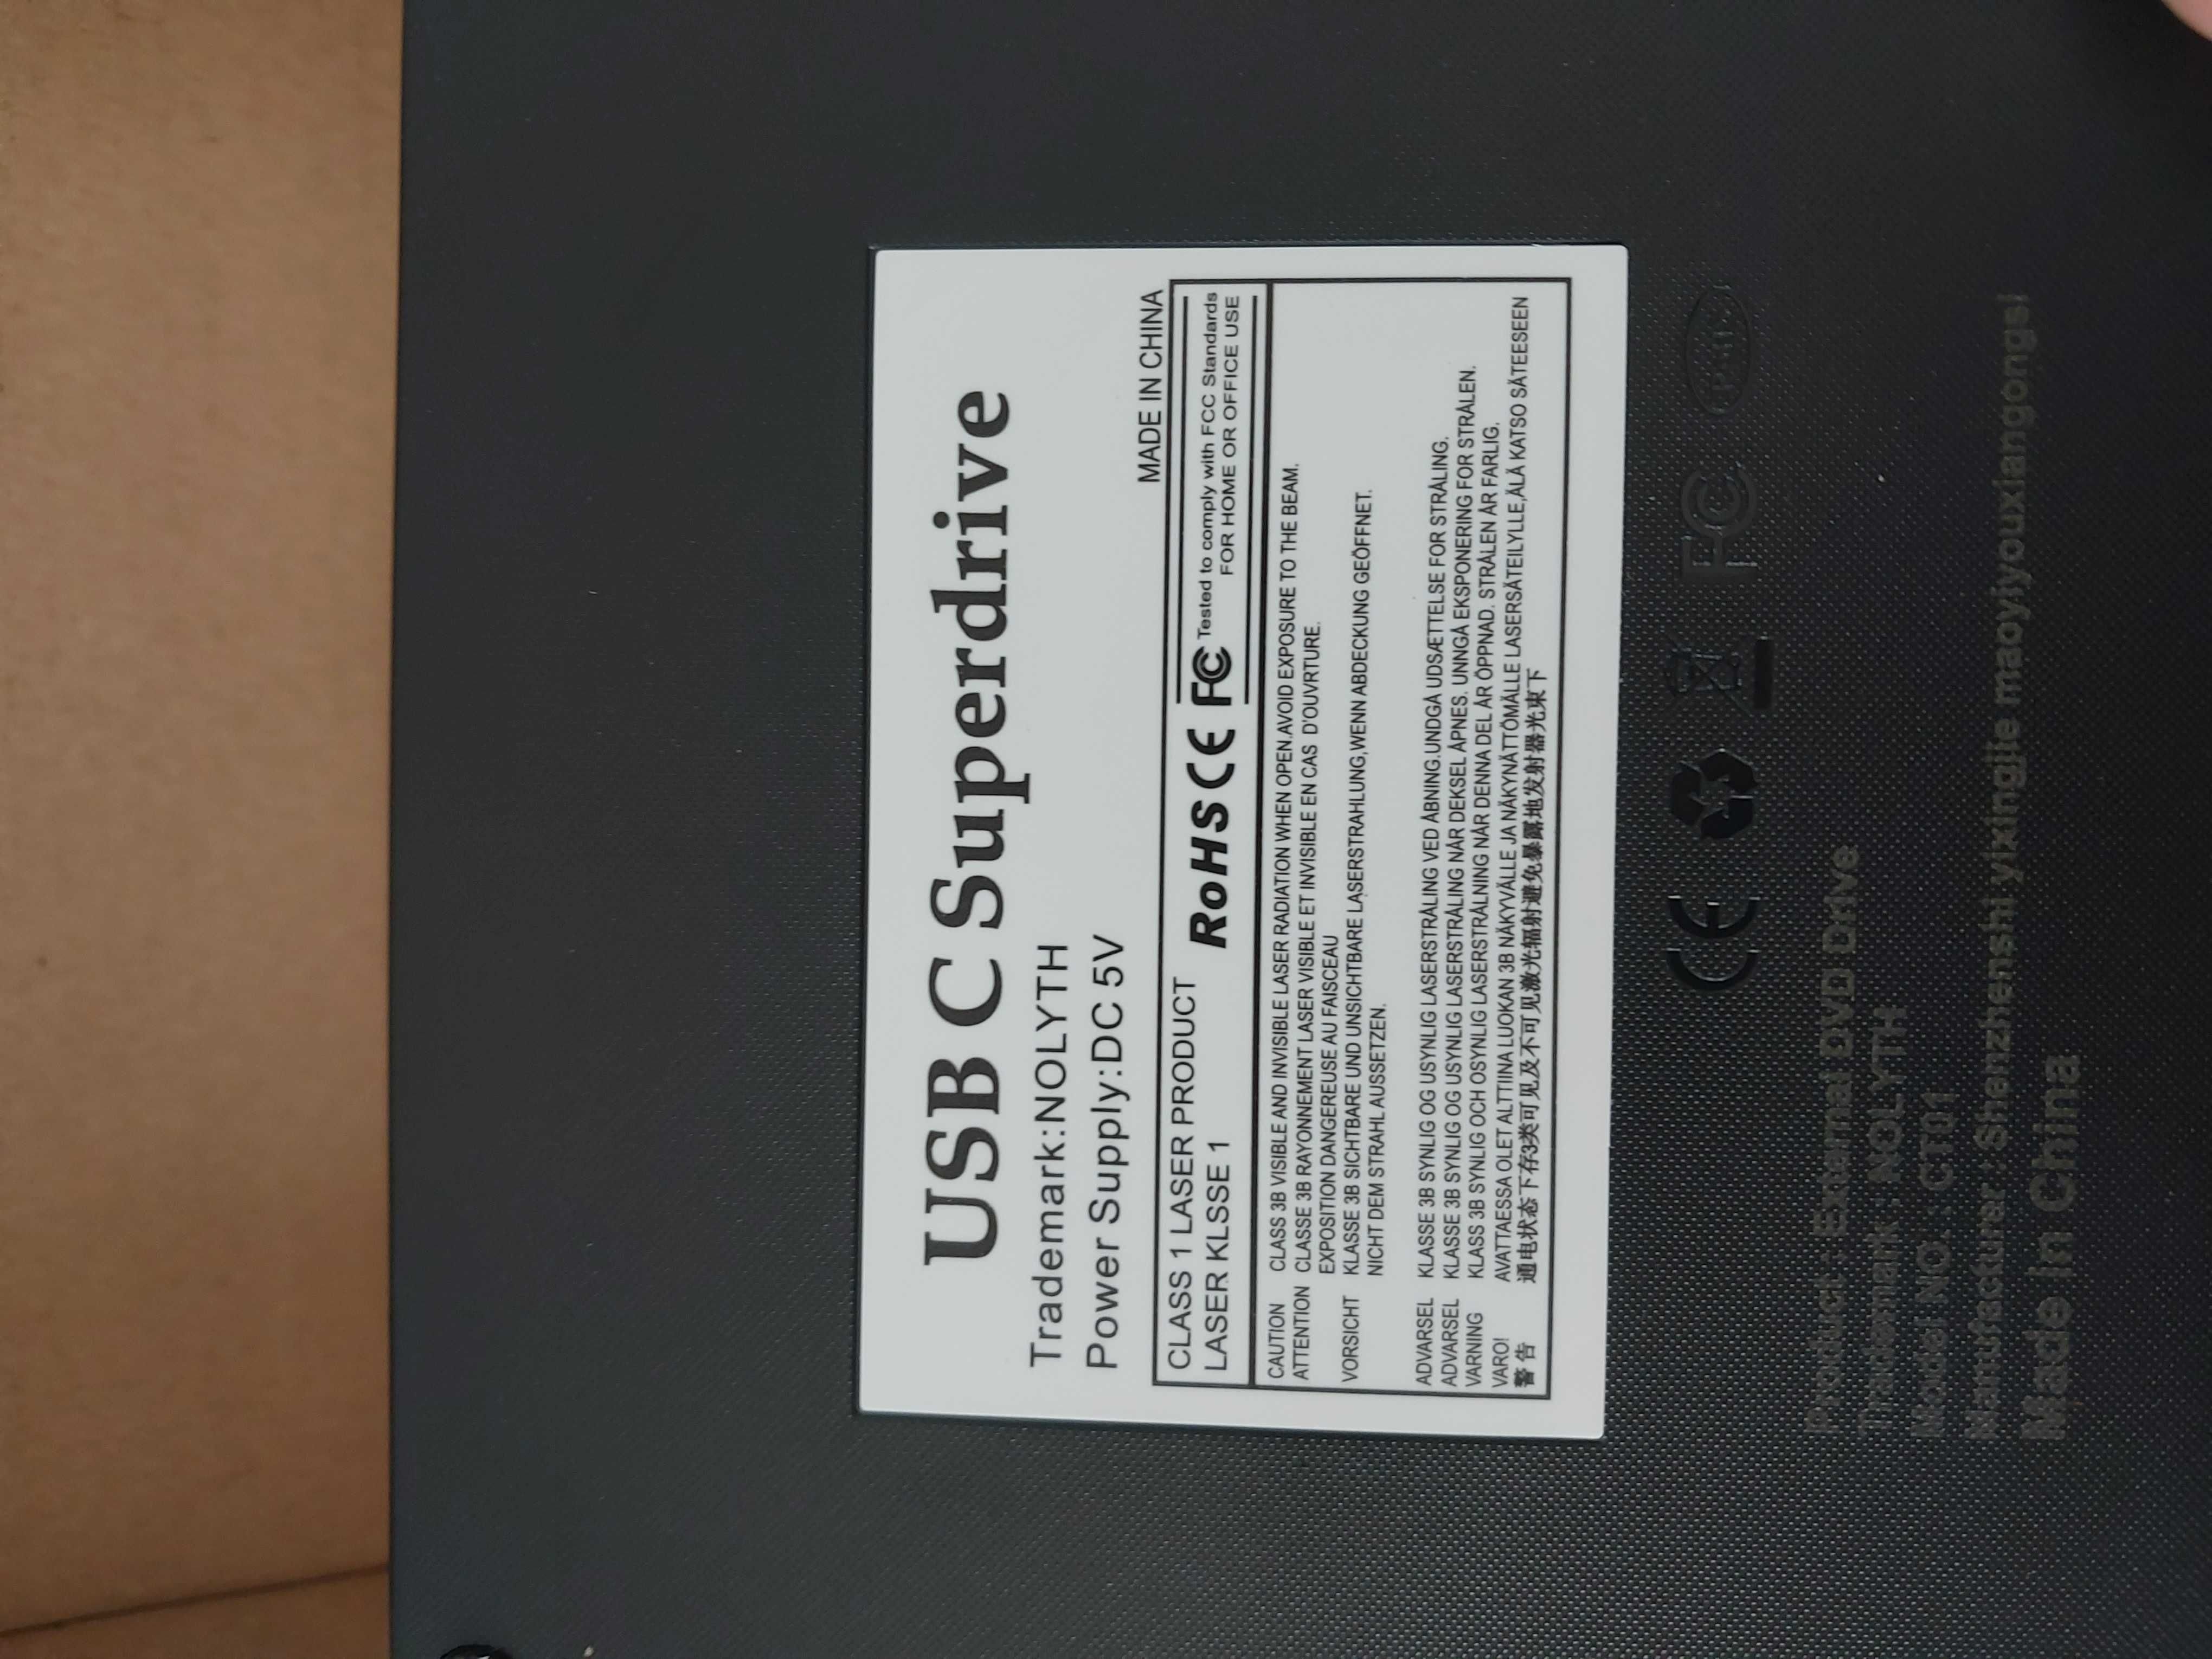 USB C Superdrive
Trademark:NOLYTH
Power Supply:DC 5V
MADE IN CHINA
CLASS 1 LASER PRODUCT
LASER KLSSE 1
RoHS CE FC Tested to comply with FCC Standards
FOR HOME OR OFFICE USE
CAUTION CLASS 3B VISIBLE AND INVISIBLE LASER RADIATION WHEN OPEN.AVOID EXPOSURE TO THE BEAM.
ATTENTION CLASSE 3B RAYONNEMENT LASER VISIBLE ET INVISIBLE EN CAS D'OUVRTURE.
EXPOSITION DANGEREUSE AU FAISCEAU
VORSICHT KLASSE 3B SICHTBARE UND UNSICHTBARE LASERSTRAHLUNG,WENN ABDECKUNG GEÖFFNET.
NICHT DEM STRAHL AUSSETZEN.
ADVARSEL KLASSE 3B SYNLIG OG USYNLIG LASERSTRÅLING VED ÅBNING.UNDGÅ UDSÆTTELSE FOR STRÅLING.
ADVARSEL KLASSE 3B SYNLIG OG USYNLIG LASERSTRÅLING NÅR DEKSEL ÅPNES. UNNGÅ EKSPONERING FOR STRÅLEN.
VARNING KLASS 3B SYNLIG OCH OSYNLIG LASERSTRÅLNING NÅR DENNA DEL ÄR ÖPPNAD. STRÅLEN ÄR FARLIG.
VARO! AVATTAESSA OLET ALTTIINA LUOKAN 3B NÄKYVÄLLE JA NÄKYNÄTTÖMÄLLE LASERSÄTEILYLLE,ÄLÄ KATSO SÄTEESEEN
警告 通电状态下存3类可见及不可见激光辐射避免暴露地发射器光束下
CE FC
Product : External DVD Drive
Trademark : NOLYTH
Model NO. : CT01
Manufacturer : Shenzhenshi yixingjie maoyiyouxiangongsi
Made in China